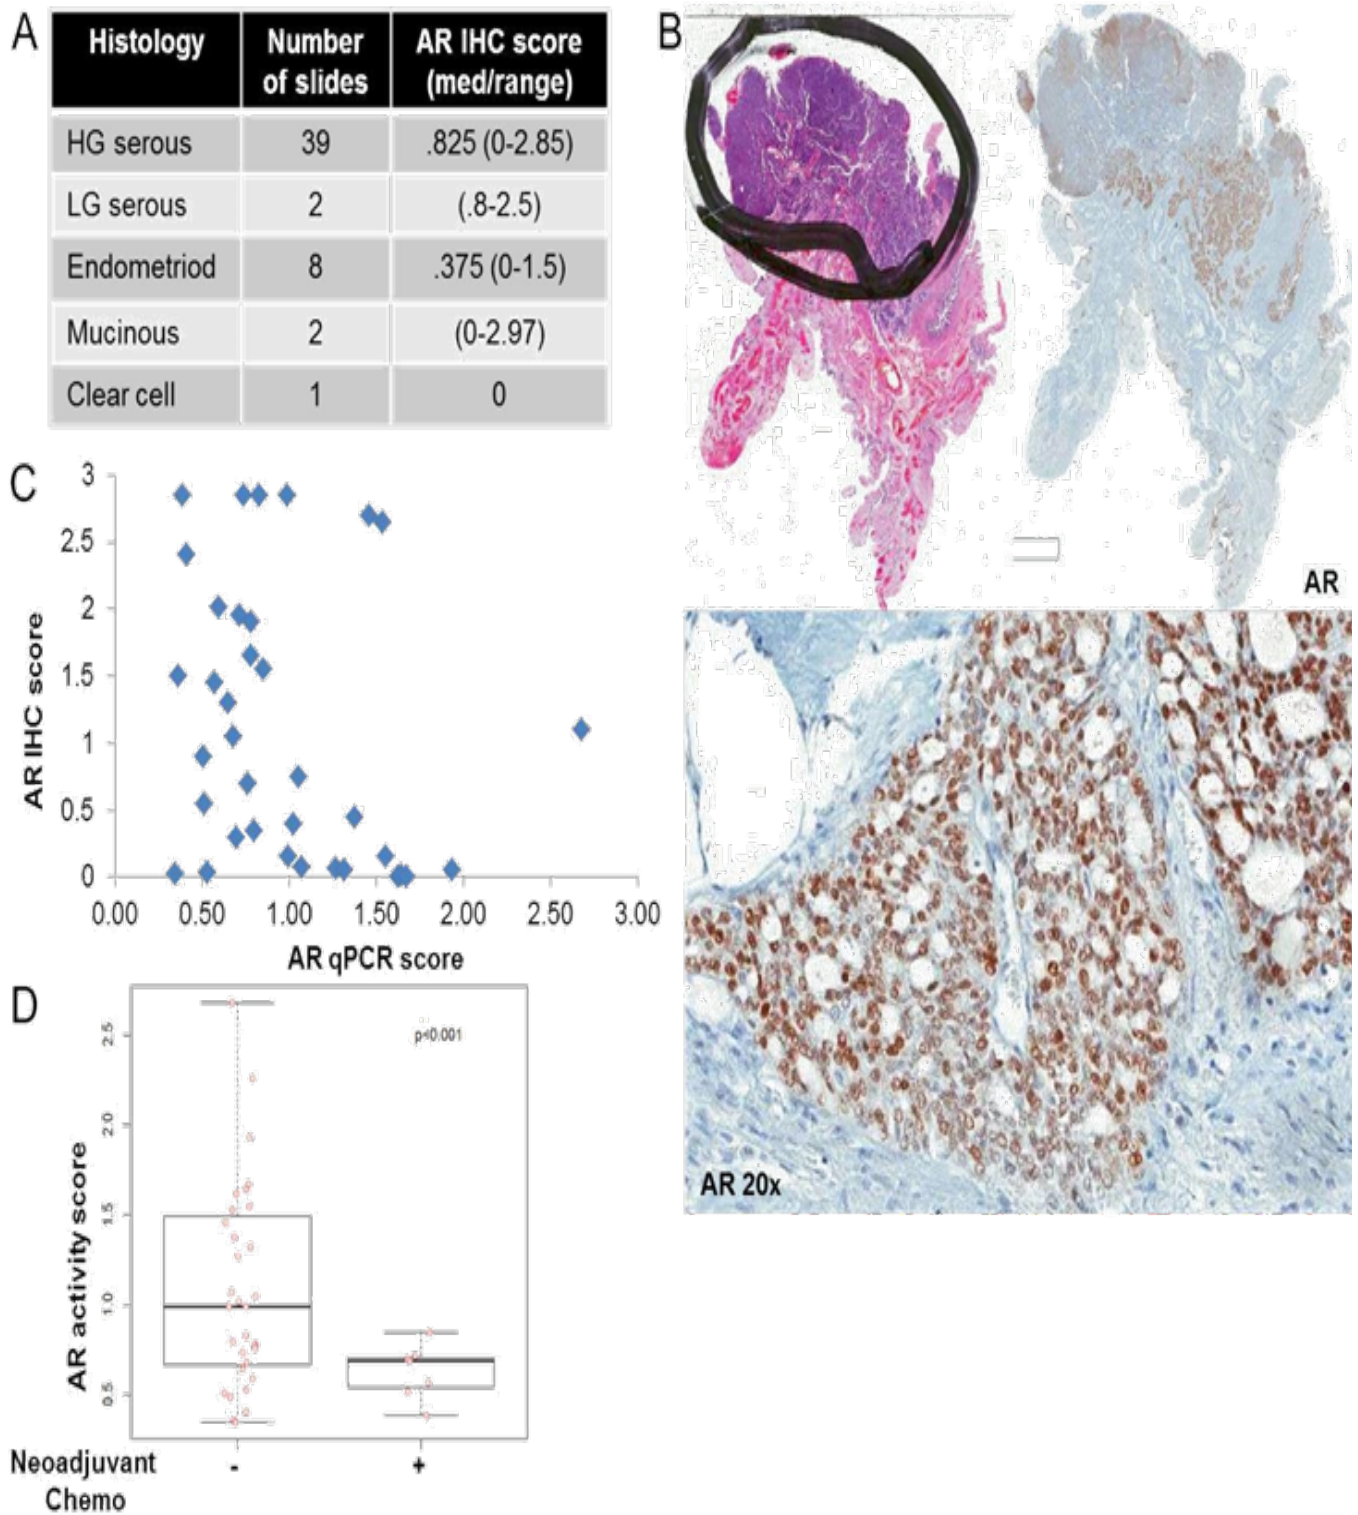 A
Histology Number of slides AR IHC score (med/range)
HG serous 39 .825 (0-2.85)
LG serous 2 (.8-2.5)
Endometriod 8 .375 (0-1.5)
Mucinous 2 (0-2.97)
Clear cell 1 0
B
AR
AR 20x
C
AR IHC score
3
2.5
2
1.5
1
0.5
0
0.00 0.50 1.00 1.50 2.00 2.50 3.00
AR qPCR score
D
p<0.001
AR activity score
2.5
2.0
1.5
1.0
0.5
Neoadjuvant - +
Chemo